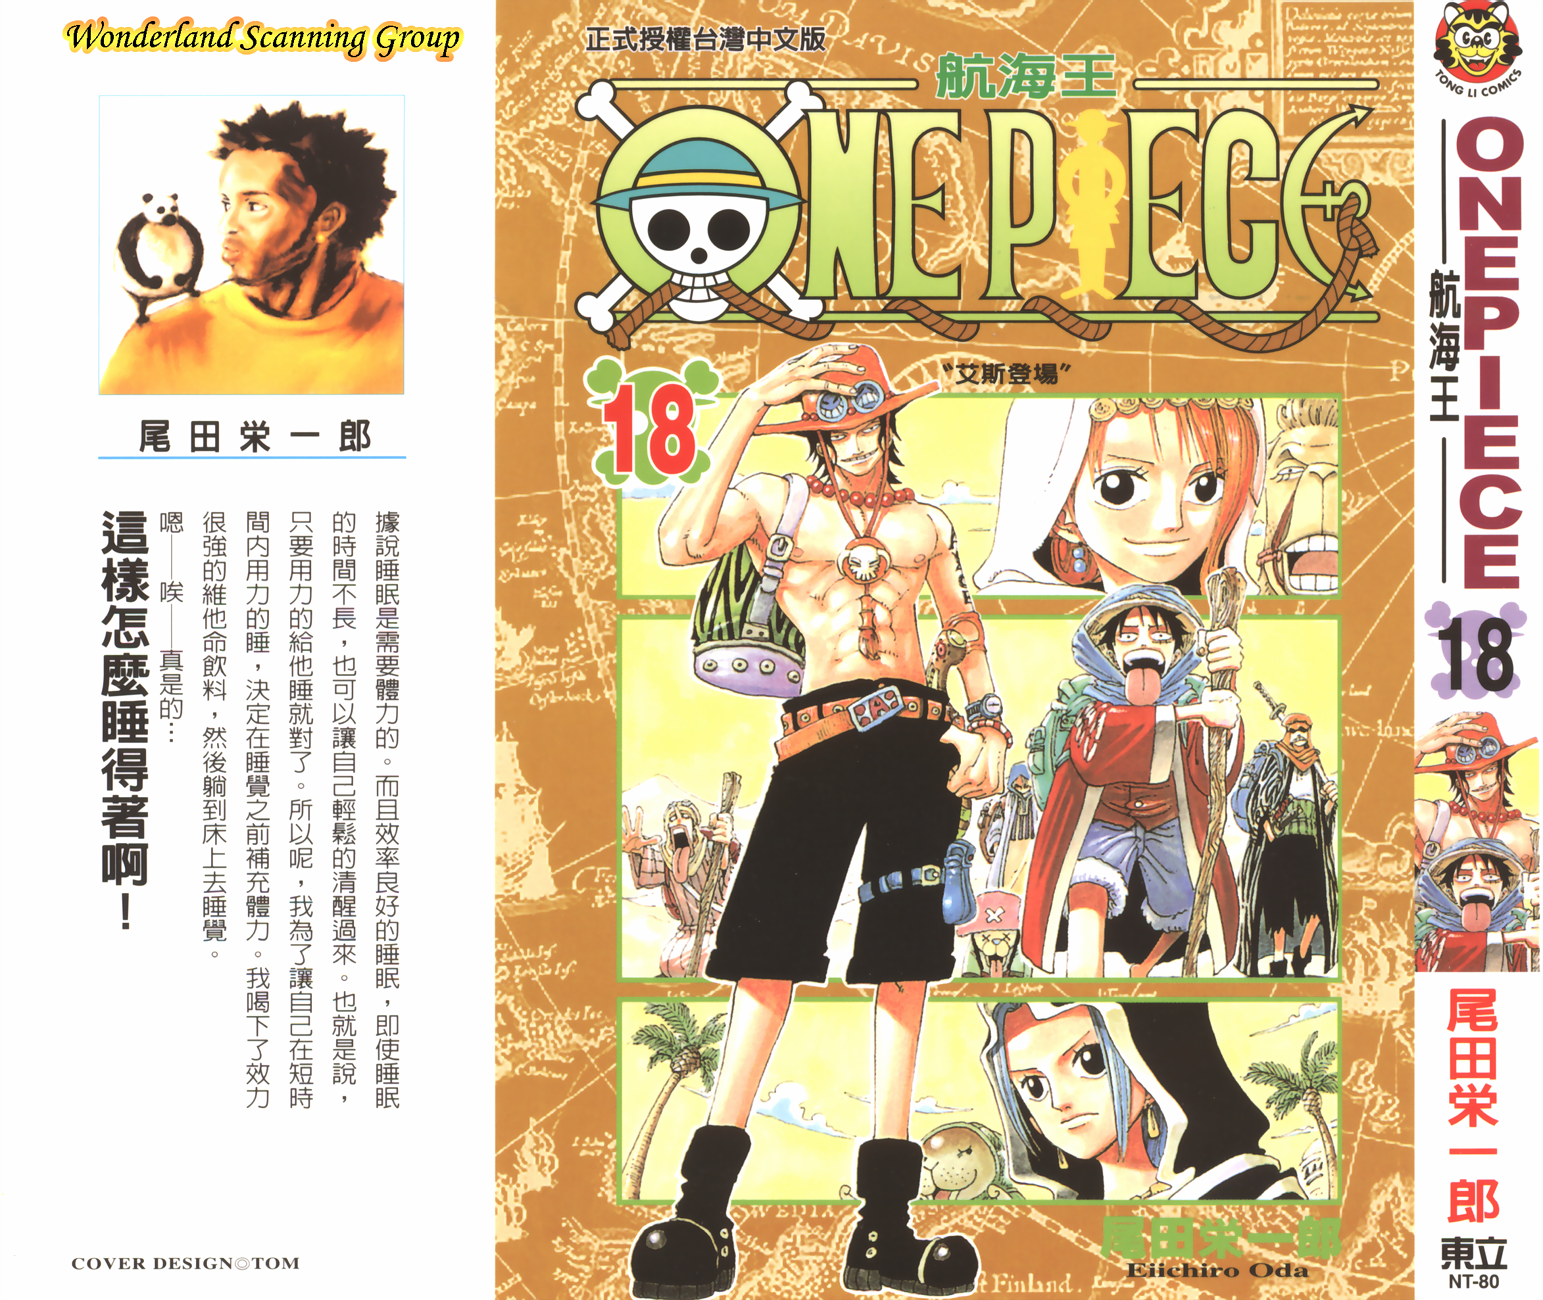 Wonderland Scanning Group
尾田栄一郎
據說睡眠是需要體力的。而且效率良好的睡眠，即使睡眠
的時間不長，也可以讓自己輕鬆的清醒過來。也就是說，
只要用力的給他睡就對了。所以呢，我為了讓自己在短時
間內用力的睡，決定在睡覺之前補充體力。我喝下了效力
很強的維他命飲料，然後躺到床上去睡覺。
嗯——唉——真是的…
這樣怎麼睡得著啊！
COVER DESIGN◎TOM
正式授權台灣中文版
航海王
ONE PIECE
18
"艾斯登場"
A
尾田栄一郎
Eiichiro Oda
TONG LI COMICS
ONE PIECE
航海王
18
尾田栄一郎
東立
NT-80